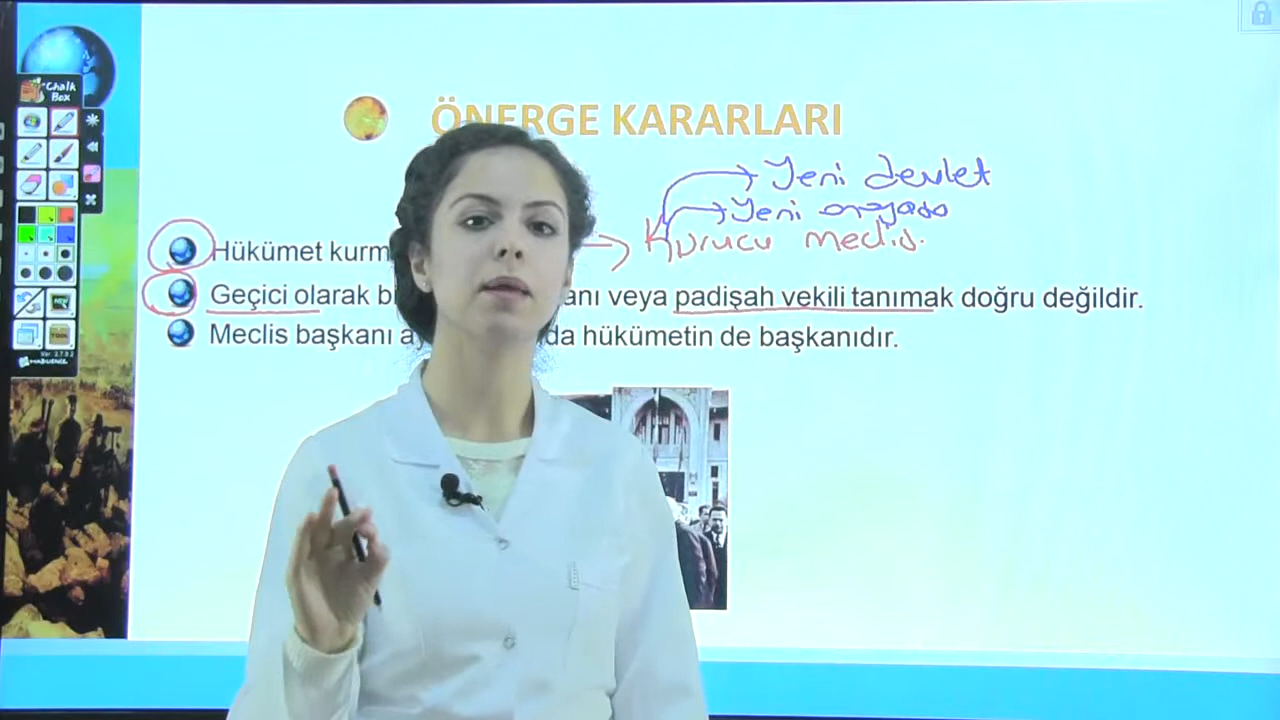 Chalk
Box
ÖNERGE KARARLARI
Yeni devlet
Yeni anayasa
Hükümet kurm
Kurucu meclis.
Geçici olarak bi anı veya padişah vekili tanımak doğru değildir.
Meclis başkanı a da hükümetin de başkanıdır.